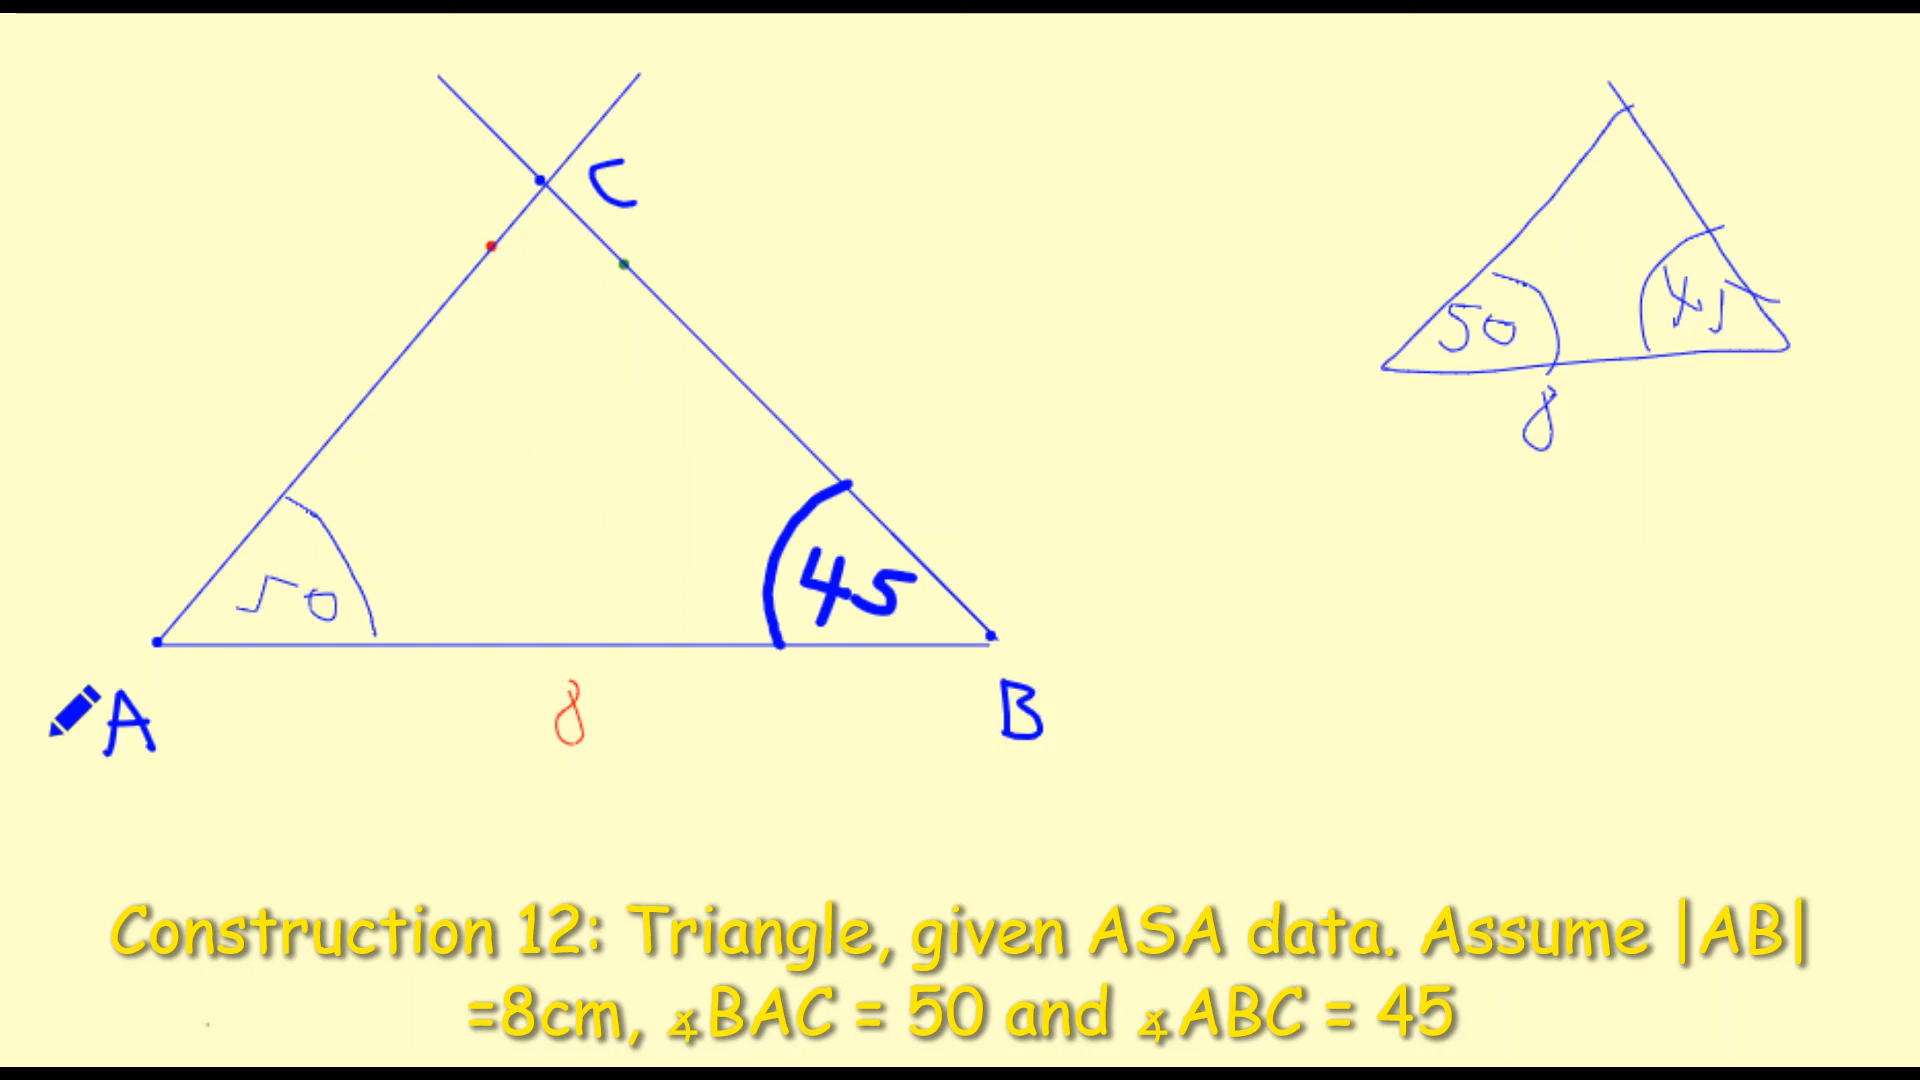 C
50
45
8
50
45
A
8
B
Construction 12: Triangle, given ASA data. Assume |AB|
=8cm, ∡BAC = 50 and ∡ABC = 45